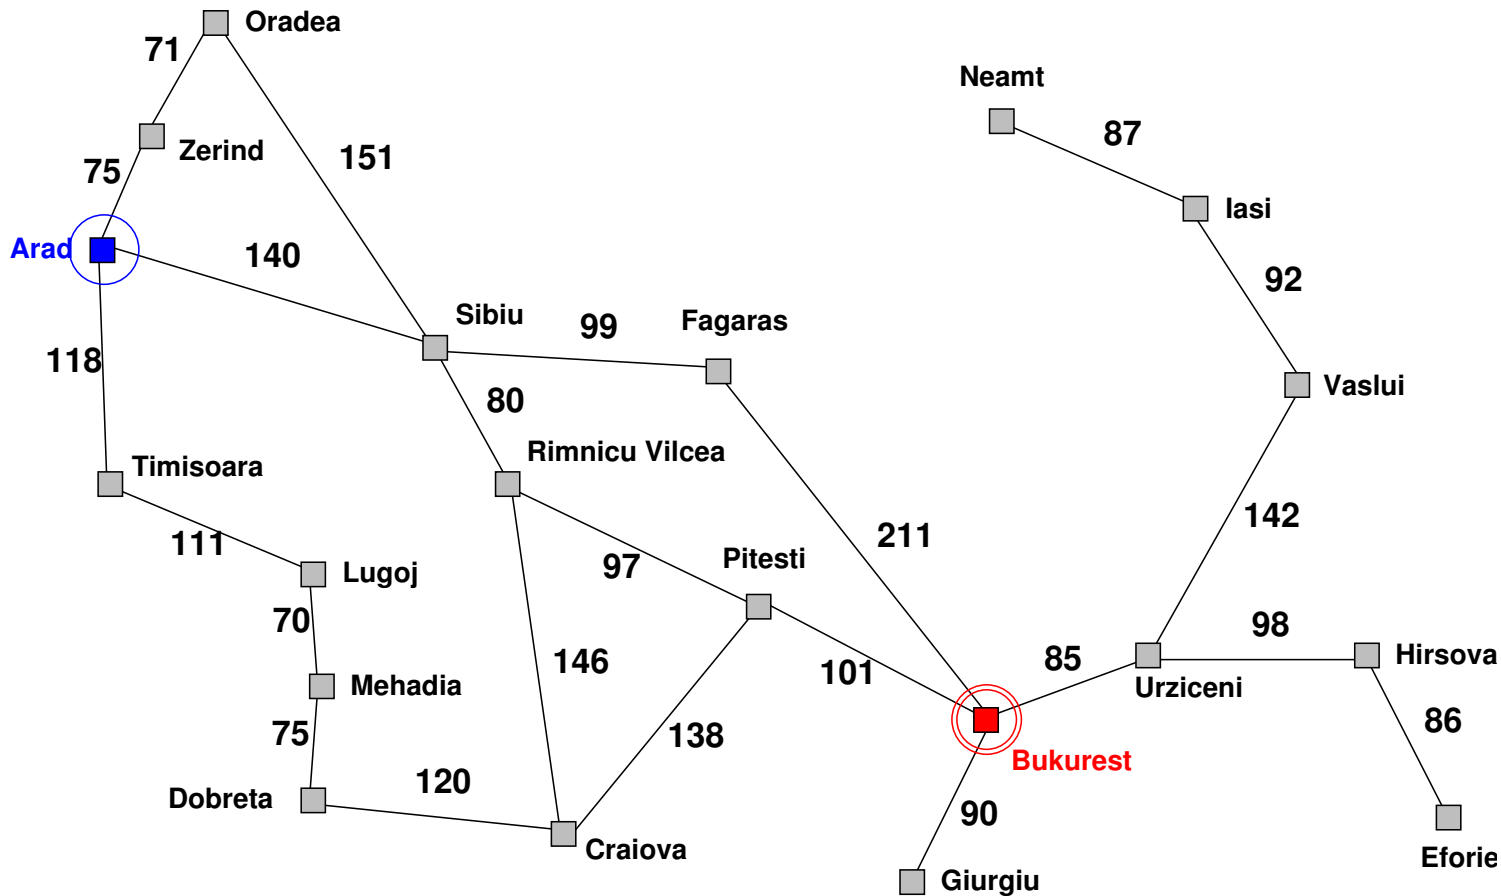 Oradea
71
Neamt
87
Zerind
151
75
Iasi
Arad
140
92
Sibiu
99
Fagaras
118
80
Vaslui
Rimnicu Vilcea
Timisoara
142
211
111
97
Pitesti
Lugoj
70
98
146
85
Hirsova
101
Mehadia
Urziceni
75
138
86
Bukurest
120
Dobreta
90
Craiova
Eforie
Giurgiu